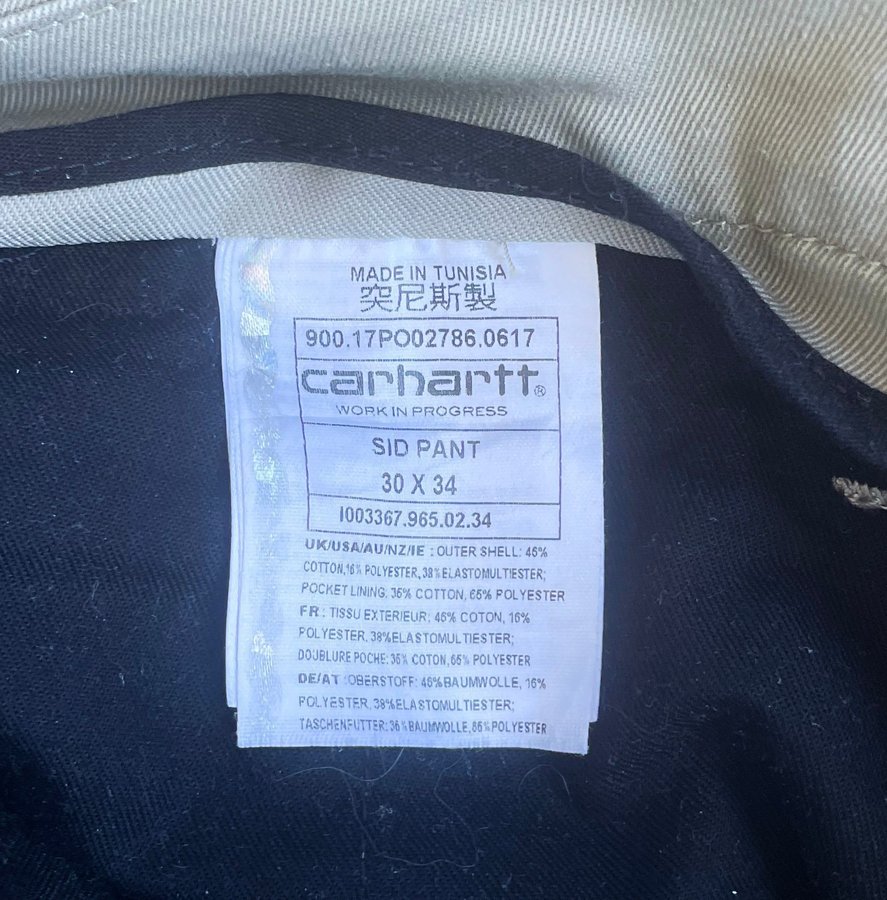 MADE IN TUNISIA
突尼斯製
900.17PO02786.0617
carhartt®
WORK IN PROGRESS
SID PANT
30 X 34
I003367.965.02.34
UK/USA/AU/NZ/IE : OUTER SHELL: 46%
COTTON,16% POLYESTER,38%ELASTOMULTIESTER;
POCKET LINING: 35% COTTON, 65% POLYESTER
FR : TISSU EXTERIEUR: 46% COTON, 16%
POLYESTER, 38%ELASTOMULTIESTER;
DOUBLURE POCHE: 35% COTON,65% POLYESTER
DE/AT :OBERSTOFF: 46%BAUMWOLLE, 16%
POLYESTER, 38%ELASTOMULTIESTER;
TASCHENFUTTER: 35%BAUMWOLLE,65%POLYESTER